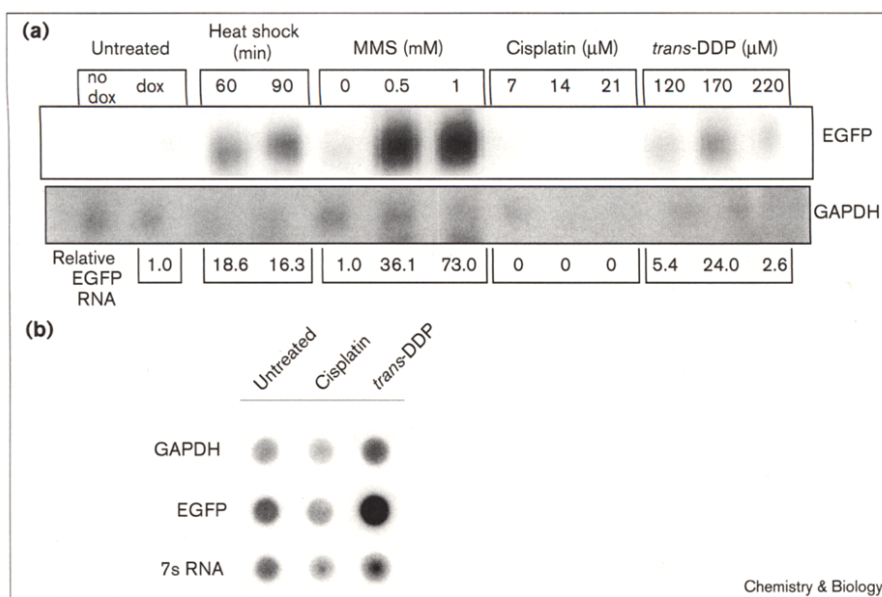 (a)
Untreated
Heat shock
(min)
MMS (mM)
Cisplatin (μM)
trans-DDP (μM)
no
dox
dox
60 90
0 0.5 1
7 14 21
120 170 220
EGFP
GAPDH
Relative
EGFP
RNA
1.0
18.6 16.3
1.0 36.1 73.0
0 0 0
5.4 24.0 2.6
(b)
Untreated
Cisplatin
trans-DDP
GAPDH
EGFP
7s RNA
Chemistry & Biology